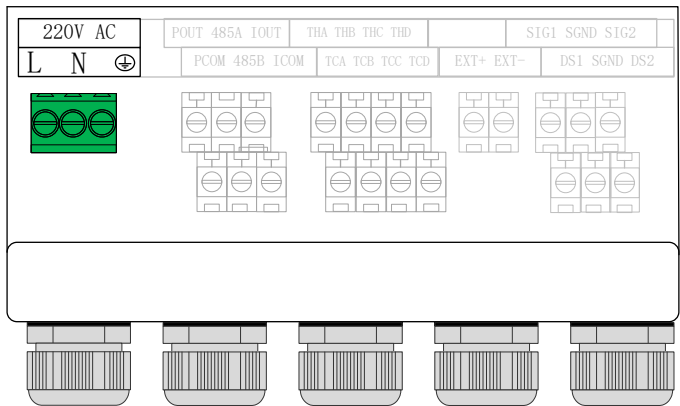 220V AC
L N ⏚
POUT 485A IOUT
THA THB THC THD
SIG1 SGND SIG2
PCOM 485B ICOM
TCA TCB TCC TCD
EXT+ EXT-
DS1 SGND DS2